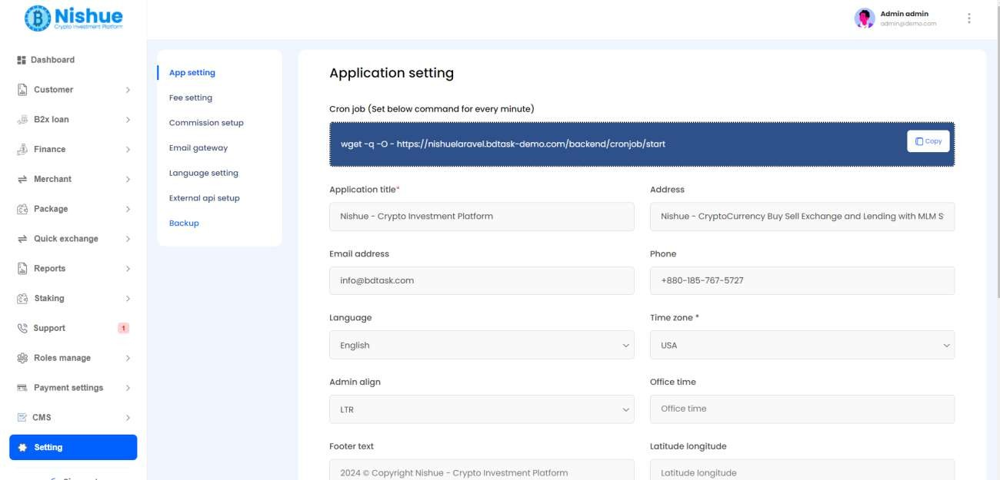 Nishue
Crypto Investment Platform
Admin admin
admin@demo.com
Dashboard
Customer
B2x loan
Finance
Merchant
Package
Quick exchange
Reports
Staking
Support 1
Roles manage
Payment settings
CMS
Setting
App setting
Fee setting
Commission setup
Email gateway
Language setting
External api setup
Backup
Application setting
Cron job (Set below command for every minute)
wget -q -O - https://nishuelaravel.bdtask-demo.com/backend/cronjob/start
Copy
Application title*
Address
Nishue - Crypto Investment Platform
Nishue - CryptoCurrency Buy Sell Exchange and Lending with MLM S
Email address
Phone
info@bdtask.com
+880-185-767-5727
Language
Time zone *
English
USA
Admin align
Office time
LTR
Office time
Footer text
Latitude longitude
2024 © Copyright Nishue - Crypto Investment Platform
Latitude longitude